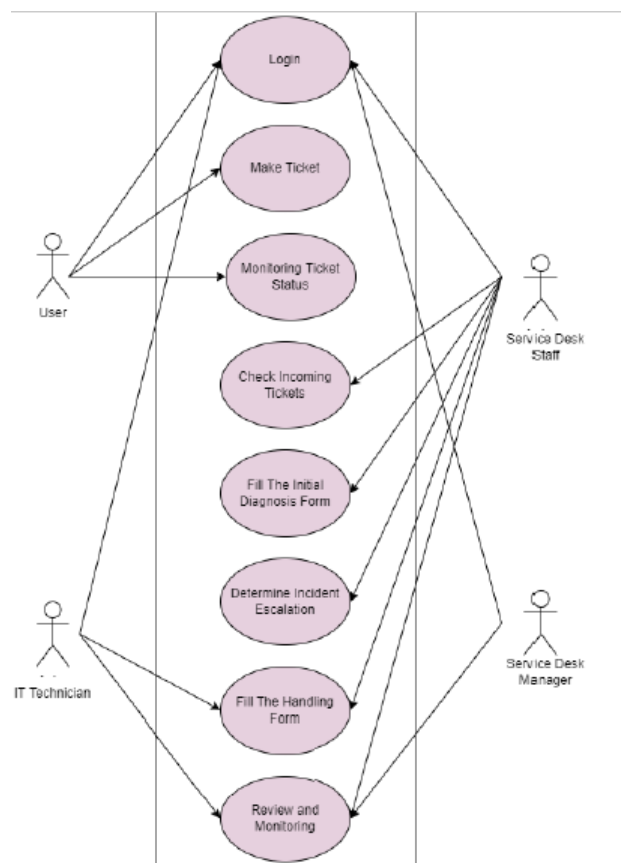 Login
Make Ticket
Monitoring Ticket
Status
User
Service Desk
Staff
Check Incoming
Tickets
Fill The Initial
Diagnosis Form
Determine Incident
Escalation
IT Technician
Service Desk
Manager
Fill The Handling
Form
Review and
Monitoring